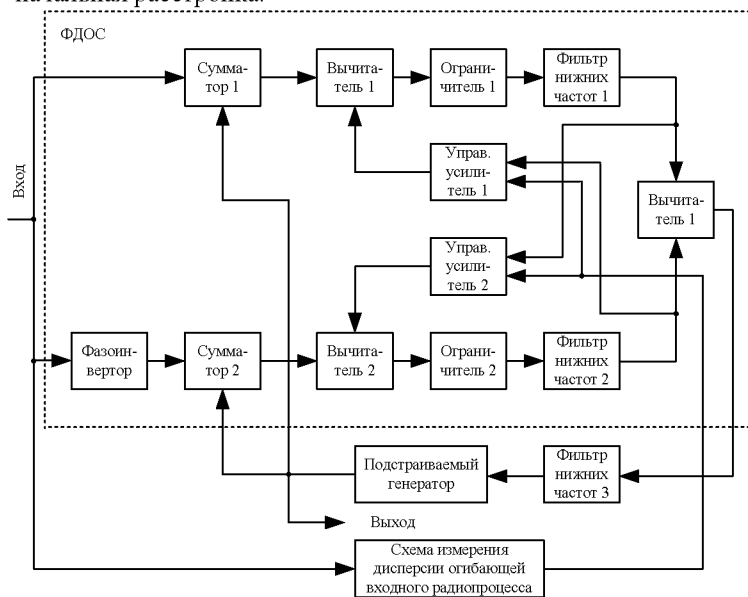 начальная расстройка.
ФДОС
Сумма-
тор 1
Вычита-
тель 1
Ограни-
читель 1
Фильтр
нижних
частот 1
Вход
Управ.
усили-
тель 1
Вычита-
тель 1
Управ.
усили-
тель 2
Фазоин-
вертор
Сумма-
тор 2
Вычита-
тель 2
Ограни-
читель 2
Фильтр
нижних
частот 2
Подстраиваемый
генератор
Фильтр
нижних
частот 3
Выход
Схема измерения
дисперсии огибающей
входного радиопроцесса